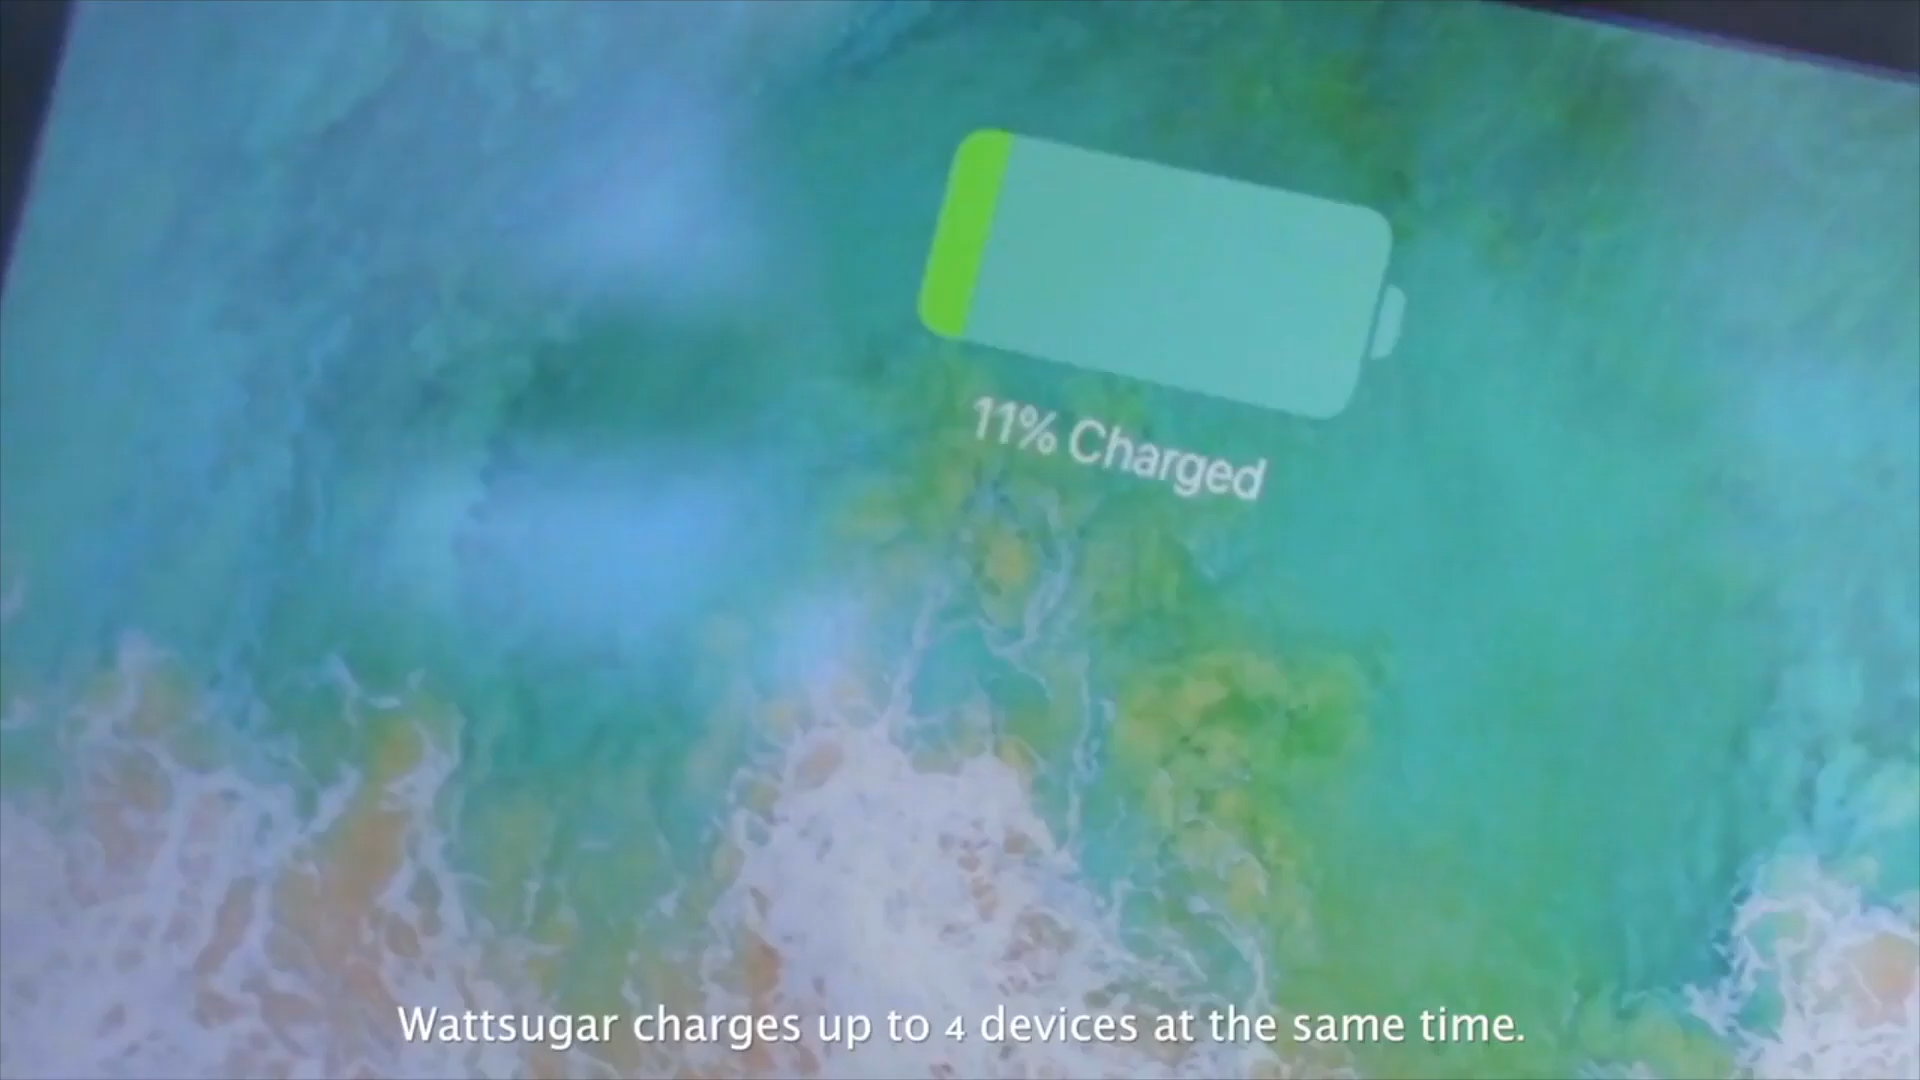 11% Charged
Wattsugar charges up to 4 devices at the same time.